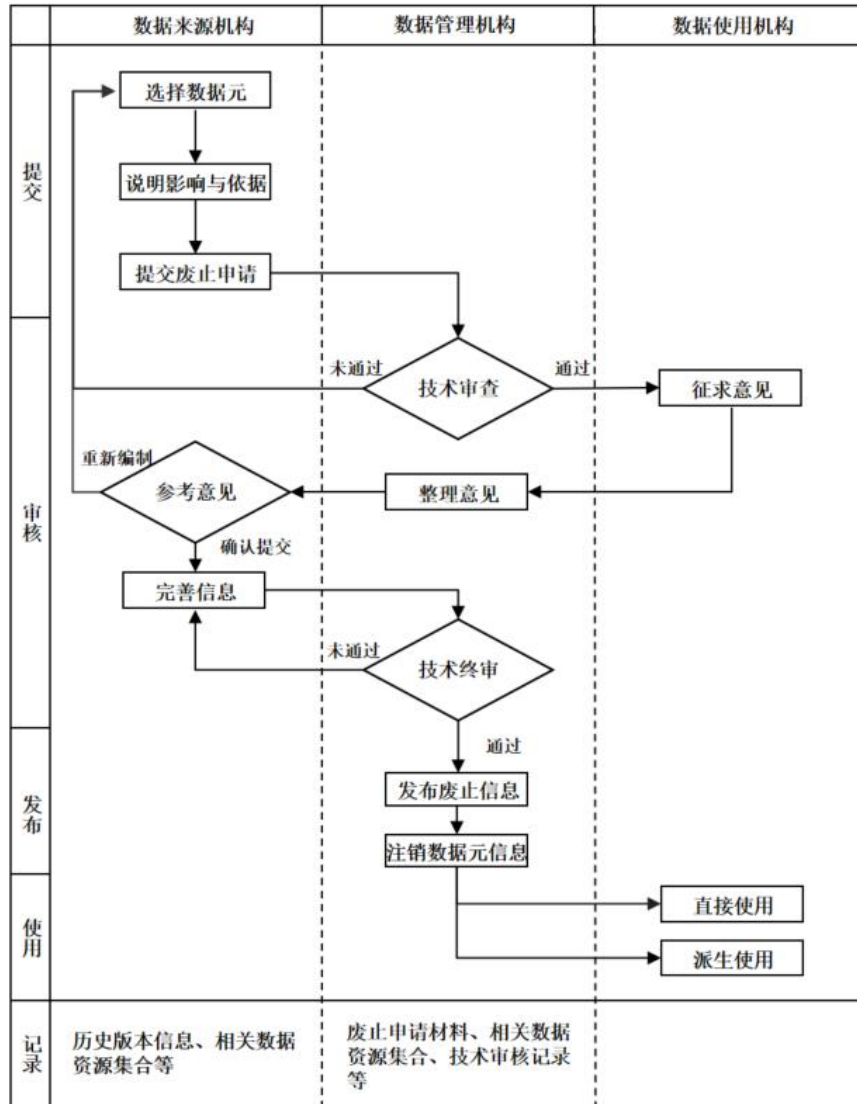 数据来源机构
数据管理机构
数据使用机构
提交
选择数据元
说明影响与依据
提交废止申请
审核
未通过
技术审查
通过
征求意见
重新编制
参考意见
整理意见
确认提交
完善信息
未通过
技术终审
通过
发布
发布废止信息
注销数据元信息
使用
直接使用
派生使用
记录
历史版本信息、相关数据
资源集合等
废止申请材料、相关数据
资源集合、技术审核记录
等